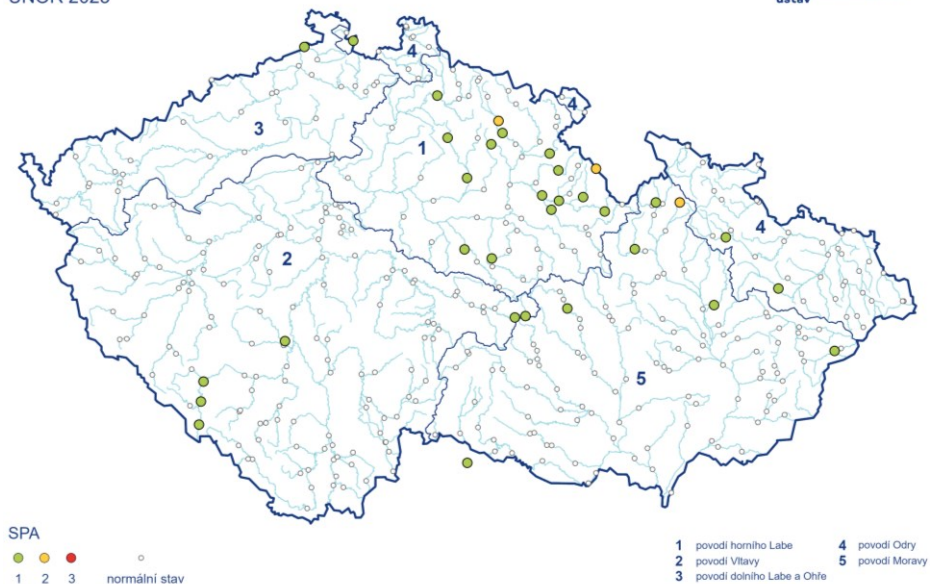 ústav
4
4
3
1
4
2
5
SPA
1 2 3 normální stav
1 povodí horního Labe
2 povodí Vltavy
3 povodí dolního Labe a Ohře
4 povodí Odry
5 povodí Moravy